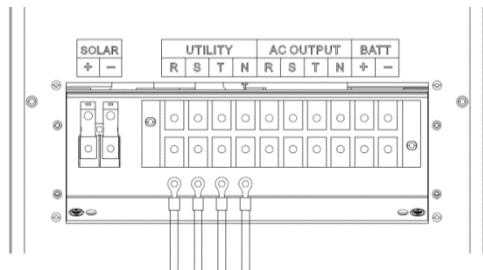 SOLAR UTILITY AC OUTPUT BATT
+ − R S T N R S T N + −